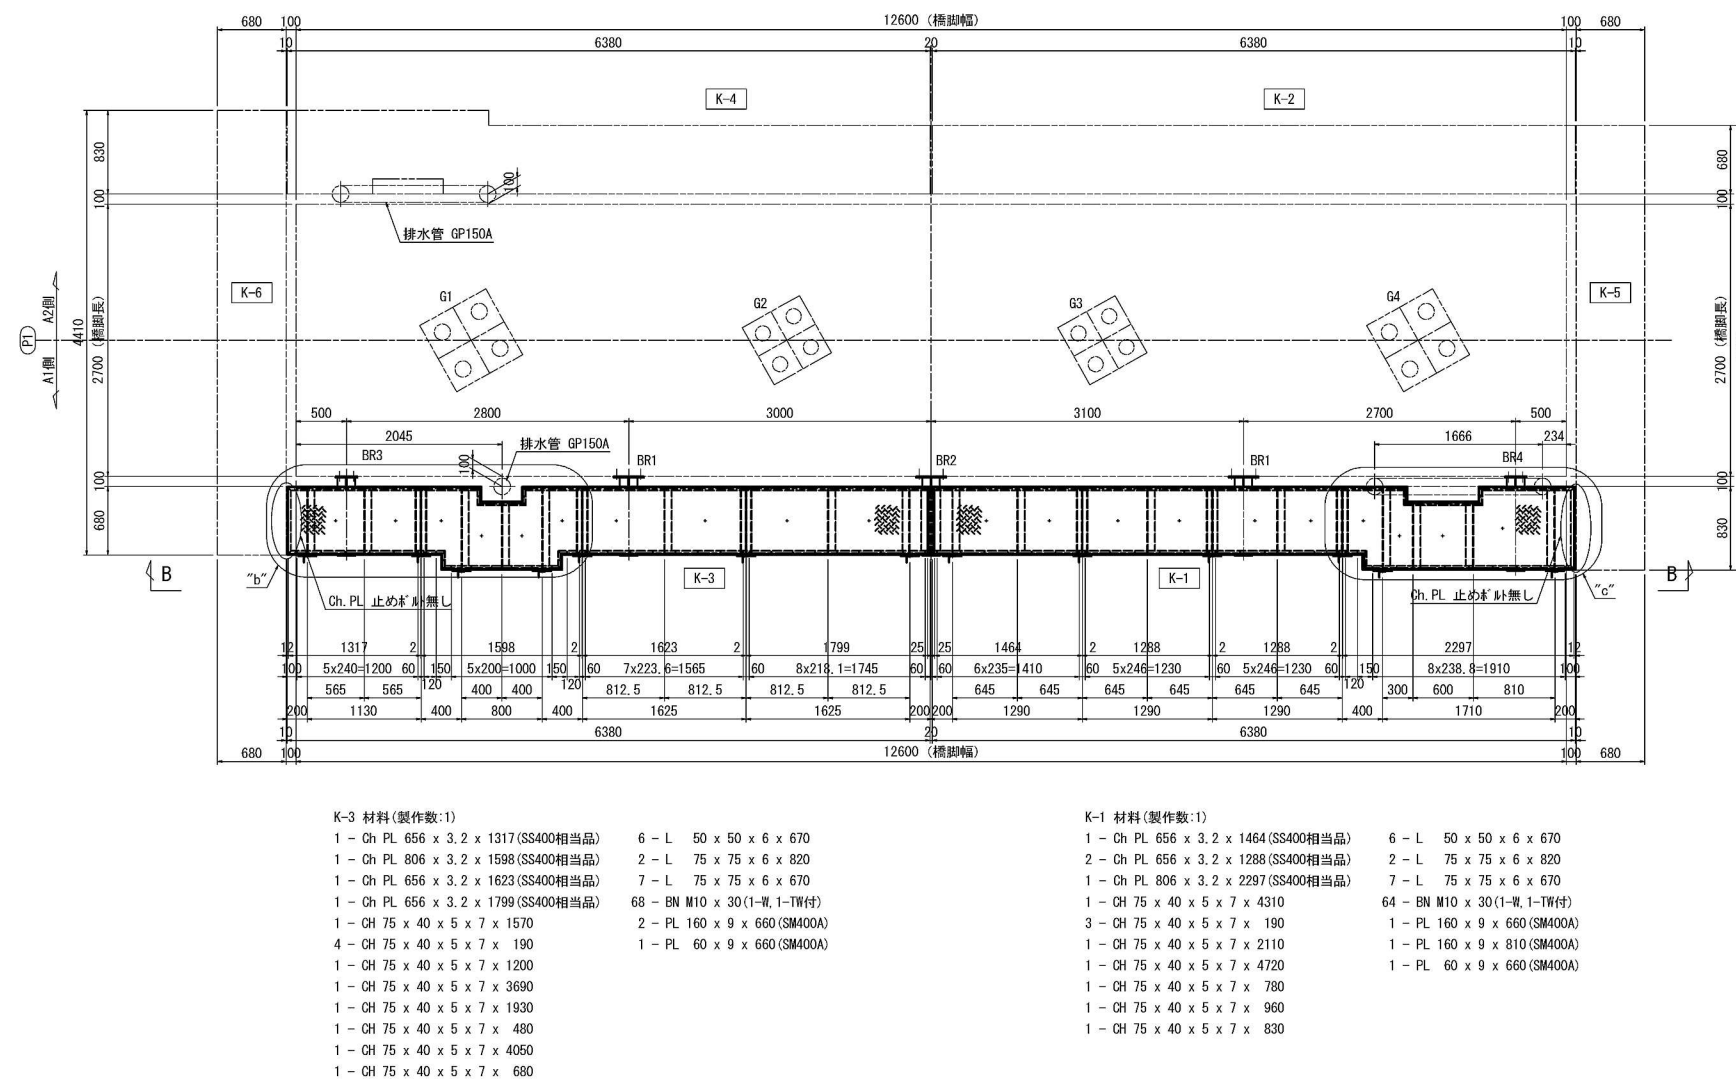 680 100 12600 (橋脚幅) 100 680
10 6380 20 6380 10
K-4 K-2
830 680
100 100 100
排水管 GP150A
K-6 K-5
G1 G2 G3 G4
P1 A2側 A1側
4410 2700 (橋脚長) 2700 (橋脚長)
500 2800 3000 3100 2700 500
2045 排水管 GP150A 1666 234
BR3 100 BR1 BR2 BR1 BR4
100 100
680 830
B "b" K-3 K-1 "c" B
Ch.PL 止めボルト無し Ch.PL 止めボルト無し
12 1317 2 1598 2 1623 2 1799 25 25 1464 2 1288 2 1288 2 2297 12
100 5x240=1200 60 150 5x200=1000 150 60 7x223.6=1565 60 8x218.1=1745 60 60 6x235=1410 60 5x246=1230 60 5x246=1230 60 150 8x238.8=1910 100
120 120 120
565 565 400 400 812.5 812.5 812.5 812.5 645 645 645 645 645 645 300 600 810
200 1130 400 800 400 1625 1625 200 200 1290 1290 1290 400 1710 200
10 6380 20 6380 10
680 100 12600 (橋脚幅) 100 680
K-3 材料(製作数:1)
1 - Ch PL 656 x 3.2 x 1317(SS400相当品)
1 - Ch PL 806 x 3.2 x 1598(SS400相当品)
1 - Ch PL 656 x 3.2 x 1623(SS400相当品)
1 - Ch PL 656 x 3.2 x 1799(SS400相当品)
1 - CH 75 x 40 x 5 x 7 x 1570
4 - CH 75 x 40 x 5 x 7 x 190
1 - CH 75 x 40 x 5 x 7 x 1200
1 - CH 75 x 40 x 5 x 7 x 3690
1 - CH 75 x 40 x 5 x 7 x 1930
1 - CH 75 x 40 x 5 x 7 x 480
1 - CH 75 x 40 x 5 x 7 x 4050
1 - CH 75 x 40 x 5 x 7 x 680
6 - L 50 x 50 x 6 x 670
2 - L 75 x 75 x 6 x 820
7 - L 75 x 75 x 6 x 670
68 - BN M10 x 30(1-W,1-TW付)
2 - PL 160 x 9 x 660(SM400A)
1 - PL 60 x 9 x 660(SM400A)
K-1 材料(製作数:1)
1 - Ch PL 656 x 3.2 x 1464(SS400相当品)
2 - Ch PL 656 x 3.2 x 1288(SS400相当品)
1 - Ch PL 806 x 3.2 x 2297(SS400相当品)
1 - CH 75 x 40 x 5 x 7 x 4310
3 - CH 75 x 40 x 5 x 7 x 190
1 - CH 75 x 40 x 5 x 7 x 2110
1 - CH 75 x 40 x 5 x 7 x 4720
1 - CH 75 x 40 x 5 x 7 x 780
1 - CH 75 x 40 x 5 x 7 x 960
1 - CH 75 x 40 x 5 x 7 x 830
6 - L 50 x 50 x 6 x 670
2 - L 75 x 75 x 6 x 820
7 - L 75 x 75 x 6 x 670
64 - BN M10 x 30(1-W,1-TW付)
1 - PL 160 x 9 x 660(SM400A)
1 - PL 160 x 9 x 810(SM400A)
1 - PL 60 x 9 x 660(SM400A)